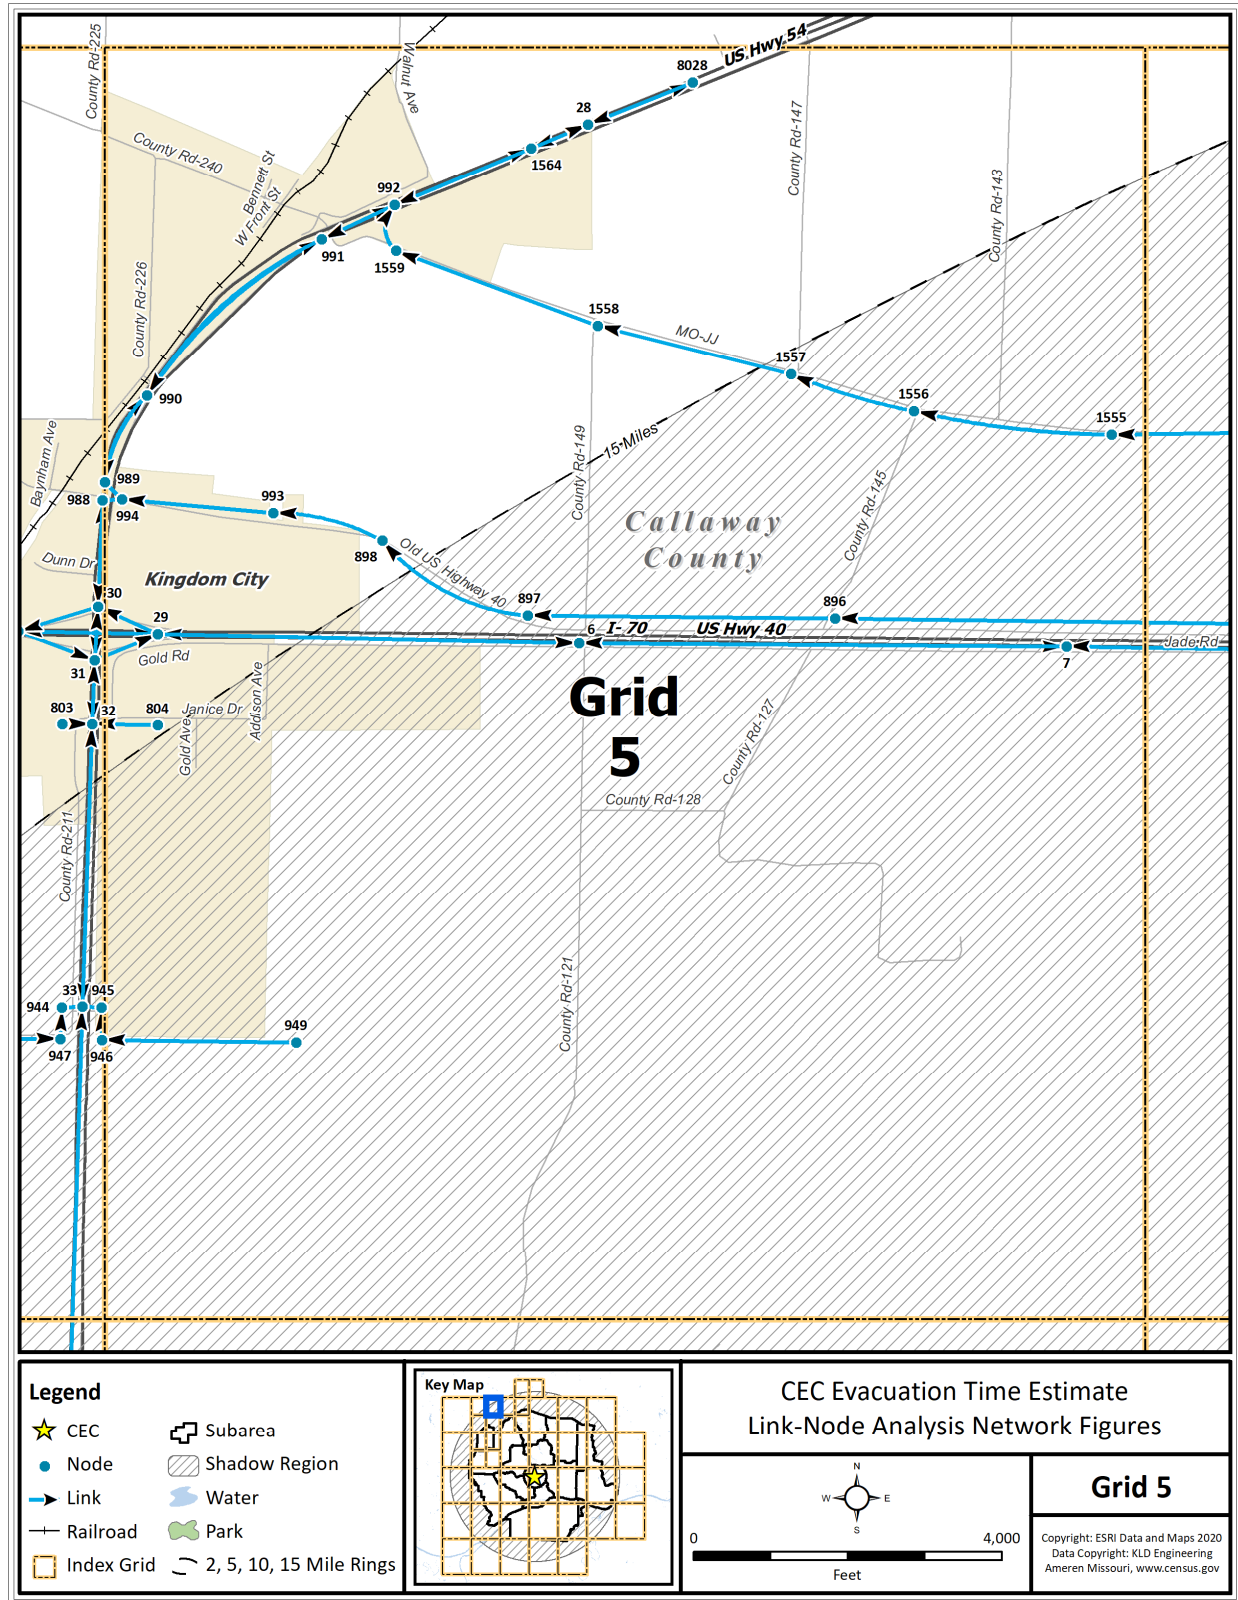 County Rd-225
Walnut Ave
US Hwy 54
8028
28
1564
County Rd-147
County Rd-240
Bennett St
W Front St
992
991
1559
County Rd-143
County Rd-226
1558
MO-JJ
1557
1556
1555
990
15 Miles
County Rd-149
County Rd-145
Baynham Ave
989
988
994
993
898
Callaway
County
Old US Highway 40
Dunn Dr
Kingdom City
30
29
897
896
6
I- 70
US Hwy 40
Jade Rd
7
31
Gold Rd
Addison Ave
Grid
5
803
32
804
Janice Dr
Gold Ave
County Rd-127
County Rd-128
County Rd-211
County Rd-121
33
945
944
949
947
946
Legend
CEC
Subarea
Node
Shadow Region
Link
Water
Railroad
Park
Index Grid
2, 5, 10, 15 Mile Rings
Key Map
CEC Evacuation Time Estimate
Link-Node Analysis Network Figures
N
W
E
S
0
4,000
Feet
Grid 5
Copyright: ESRI Data and Maps 2020
Data Copyright: KLD Engineering
Ameren Missouri, www.census.gov